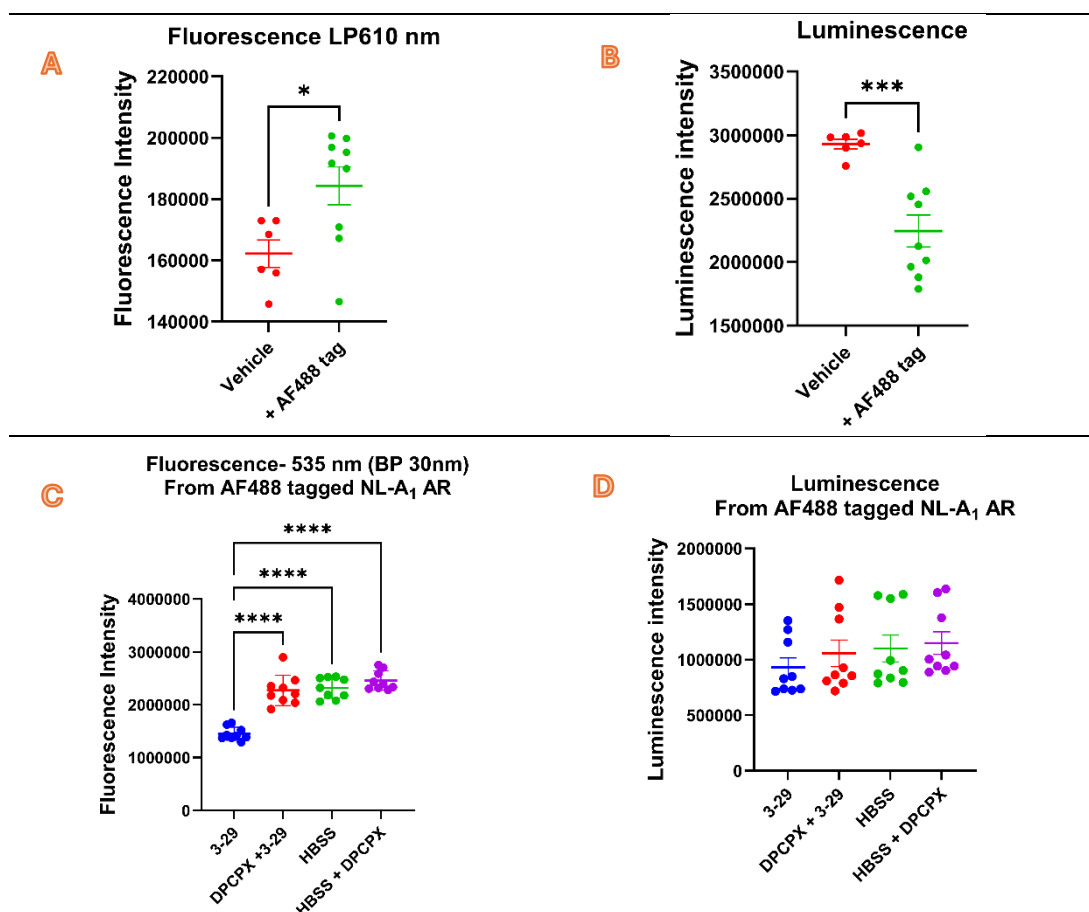 A
Fluorescence LP610 nm
Fluorescence Intensity
220000
200000
180000
160000
140000
*
Vehicle
+ AF488 tag
B
Luminescence
Luminescence intensity
3500000
3000000
2500000
2000000
1500000
***
Vehicle
+ AF488 tag
C
Fluorescence- 535 nm (BP 30nm)
From AF488 tagged NL-A₁ AR
Fluorescence Intensity
4000000
3000000
2000000
1000000
0
****
****
****
3-29
DPCPX +3-29
HBSS
HBSS + DPCPX
D
Luminescence
From AF488 tagged NL-A₁ AR
Luminescence intensity
2000000
1500000
1000000
500000
0
3-29
DPCPX + 3-29
HBSS
HBSS + DPCPX